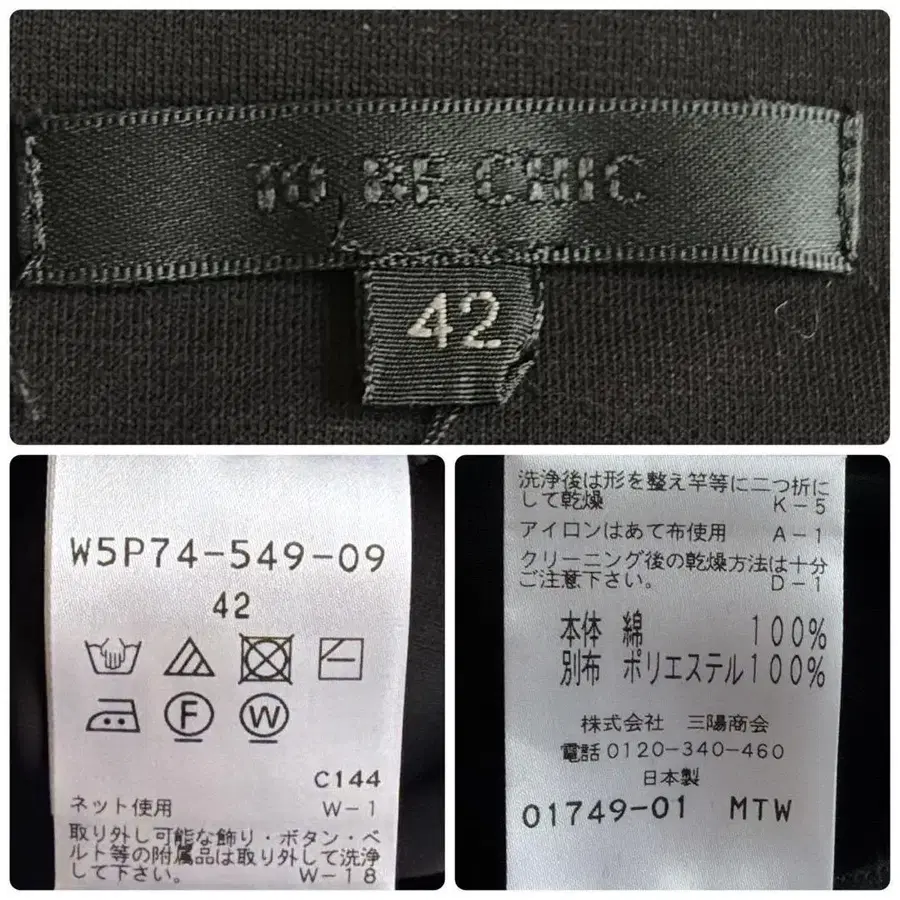 TO BE CHIC
42
W5P74-549-09
42
F W
C144
ネット使用 W-1
取り外し可能な飾り・ボタン・ベ
ルト等の附属品は取り外して洗浄
して下さい。 W-18
洗浄後は形を整え竿等に二つ折に
して乾燥 K-5
アイロンはあて布使用 A-1
クリーニング後の乾燥方法は十分
ご注意下さい。 D-1
本体 綿 100%
別布 ポリエステル100%
株式会社 三陽商会
電話0120-340-460
日本製
01749-01 MTW